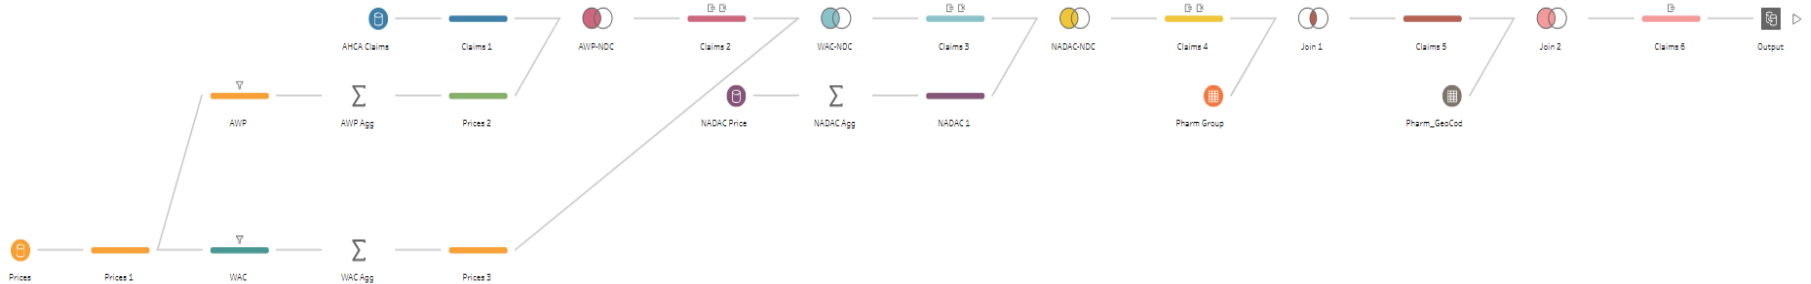 AHCA Claims
Claims 1
AWP-NDC
Claims 2
WAC-NDC
Claims 3
NADAC-NDC
Claims 4
Join 1
Claims 5
Join 2
Claims 6
Output
AWP
AWP Agg
Prices 2
NADAC Price
NADAC Agg
NADAC 1
Pharm Group
Pharm_GeoCod
Prices
Prices 1
WAC
WAC Agg
Prices 3